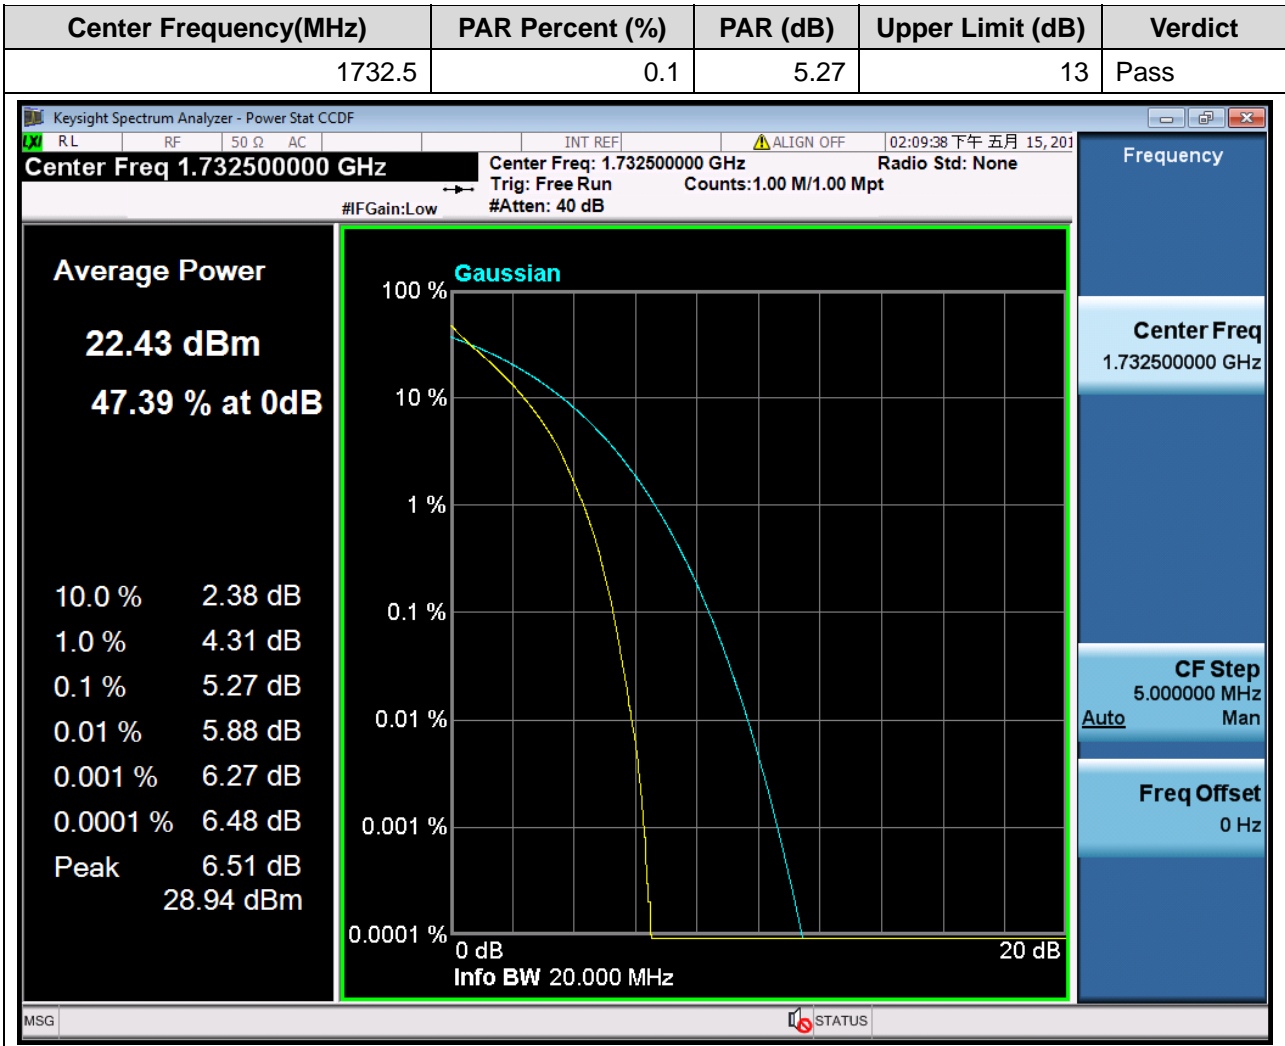 Center Frequency(MHz) PAR Percent (%) PAR (dB) Upper Limit (dB) Verdict
1732.5 0.1 5.27 13 Pass
Keysight Spectrum Analyzer - Power Stat CCDF
LXI RL RF 50 Ω AC INT REF ALIGN OFF 02:09:38 下午 五月 15, 201
Center Freq 1.732500000 GHz
Center Freq: 1.732500000 GHz Radio Std: None
Trig: Free Run Counts:1.00 M/1.00 Mpt
#IFGain:Low #Atten: 40 dB
Average Power
22.43 dBm
47.39 % at 0dB
10.0 % 2.38 dB
1.0 % 4.31 dB
0.1 % 5.27 dB
0.01 % 5.88 dB
0.001 % 6.27 dB
0.0001 % 6.48 dB
Peak 6.51 dB
28.94 dBm
Gaussian
100 %
10 %
1 %
0.1 %
0.01 %
0.001 %
0.0001 %
0 dB 20 dB
Info BW 20.000 MHz
Frequency
Center Freq
1.732500000 GHz
CF Step
5.000000 MHz
Auto Man
Freq Offset
0 Hz
MSG STATUS